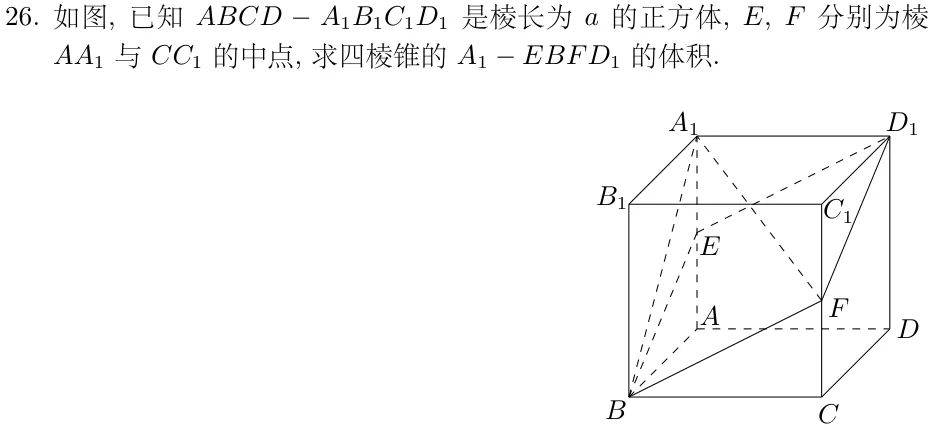 26. 如图, 已知 ABCD − A₁B₁C₁D₁ 是棱长为 a 的正方体, E, F 分别为棱
AA₁ 与 CC₁ 的中点, 求四棱锥的 A₁ − EBFD₁ 的体积.
A₁
D₁
B₁
C₁
E
F
A
D
B
C